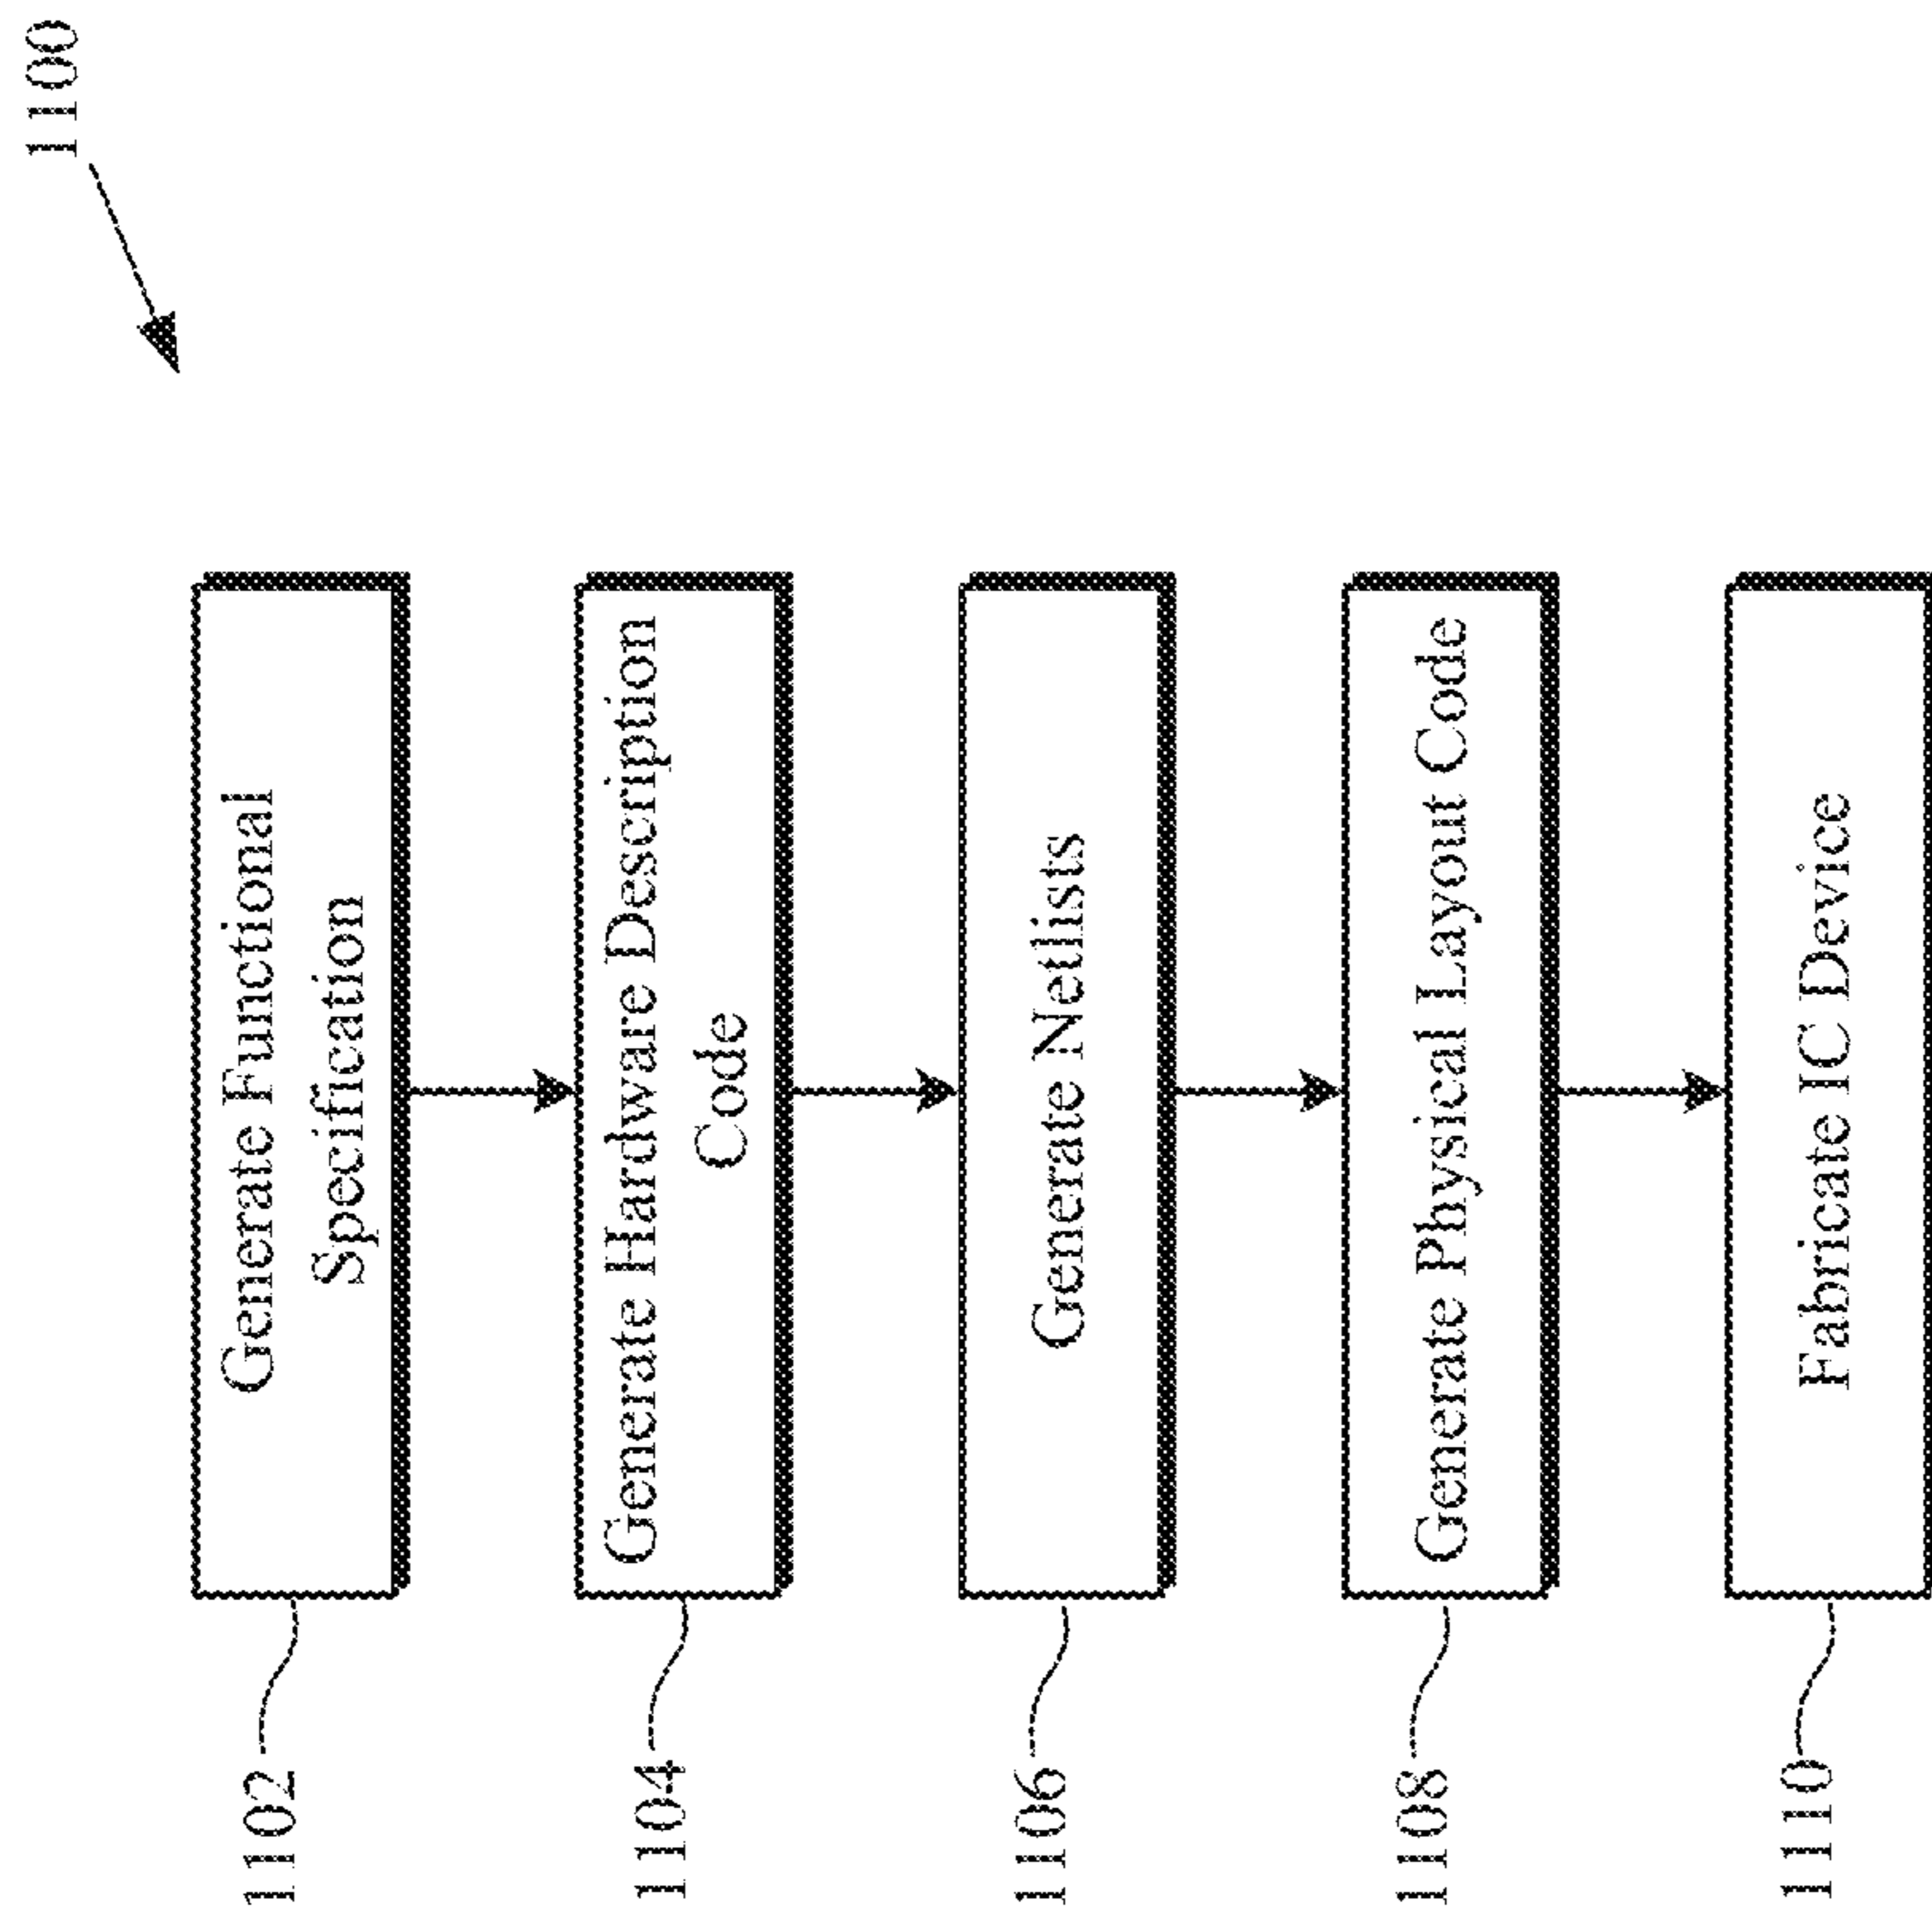 1100
1102
Generate Functional
Specification
1104
Generate Hardware Description
Code
1106
Generate Netlists
1108
Generate Physical Layout Code
1110
Fabricate IC Device